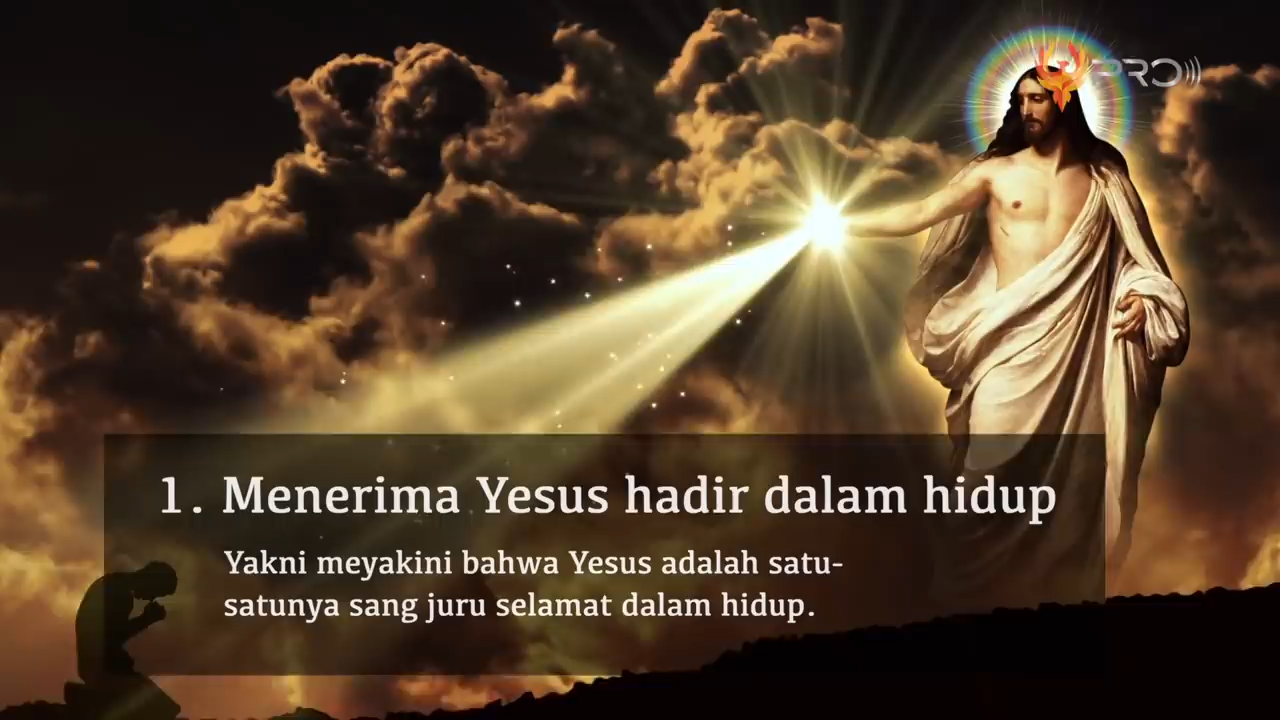 PRO
1. Menerima Yesus hadir dalam hidup
Yakni meyakini bahwa Yesus adalah satu-
satunya sang juru selamat dalam hidup.